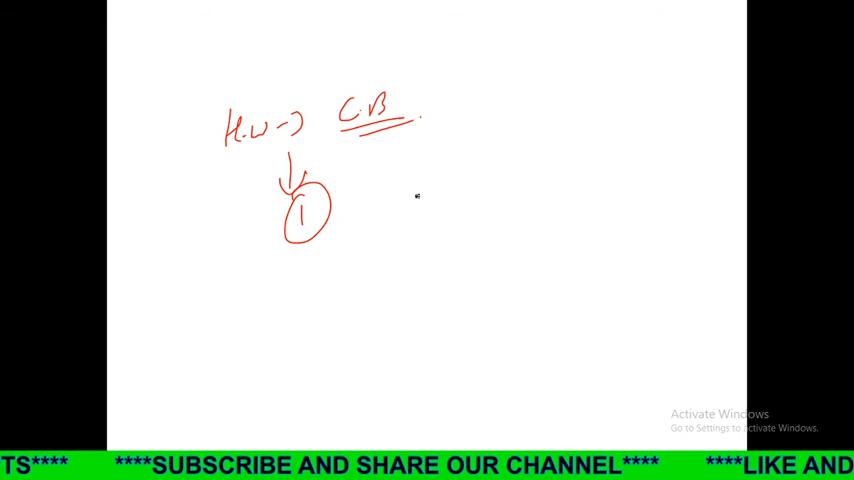 H.W → C.B.
1
Activate Windows
Go to Settings to activate Windows.
TS**** ****SUBSCRIBE AND SHARE OUR CHANNEL**** ****LIKE AND